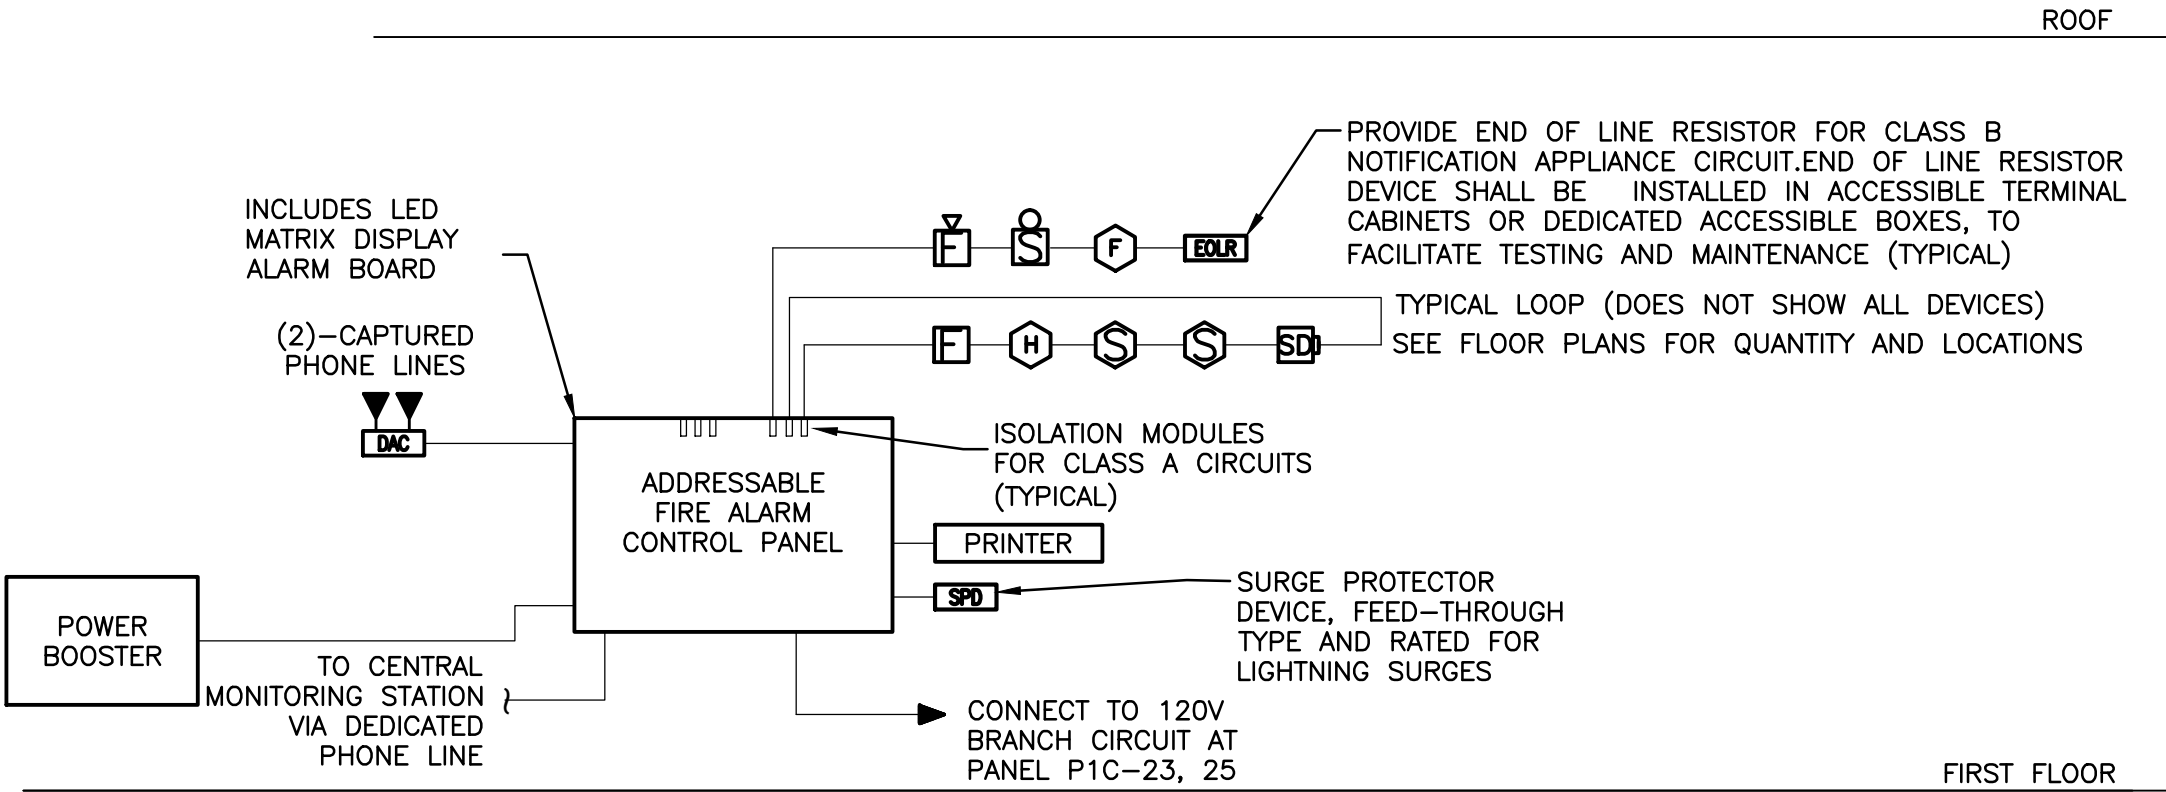 ROOF
PROVIDE END OF LINE RESISTOR FOR CLASS B
NOTIFICATION APPLIANCE CIRCUIT.END OF LINE RESISTOR
DEVICE SHALL BE INSTALLED IN ACCESSIBLE TERMINAL
CABINETS OR DEDICATED ACCESSIBLE BOXES, TO
FACILITATE TESTING AND MAINTENANCE (TYPICAL)
INCLUDES LED
MATRIX DISPLAY
ALARM BOARD
F S F EOLR
TYPICAL LOOP (DOES NOT SHOW ALL DEVICES)
F H S S SD
SEE FLOOR PLANS FOR QUANTITY AND LOCATIONS
(2)-CAPTURED
PHONE LINES
DAC
ISOLATION MODULES
FOR CLASS A CIRCUITS
(TYPICAL)
ADDRESSABLE
FIRE ALARM
CONTROL PANEL
PRINTER
SPD
SURGE PROTECTOR
DEVICE, FEED-THROUGH
TYPE AND RATED FOR
LIGHTNING SURGES
POWER
BOOSTER
TO CENTRAL
MONITORING STATION
VIA DEDICATED
PHONE LINE
CONNECT TO 120V
BRANCH CIRCUIT AT
PANEL P1C-23, 25
FIRST FLOOR